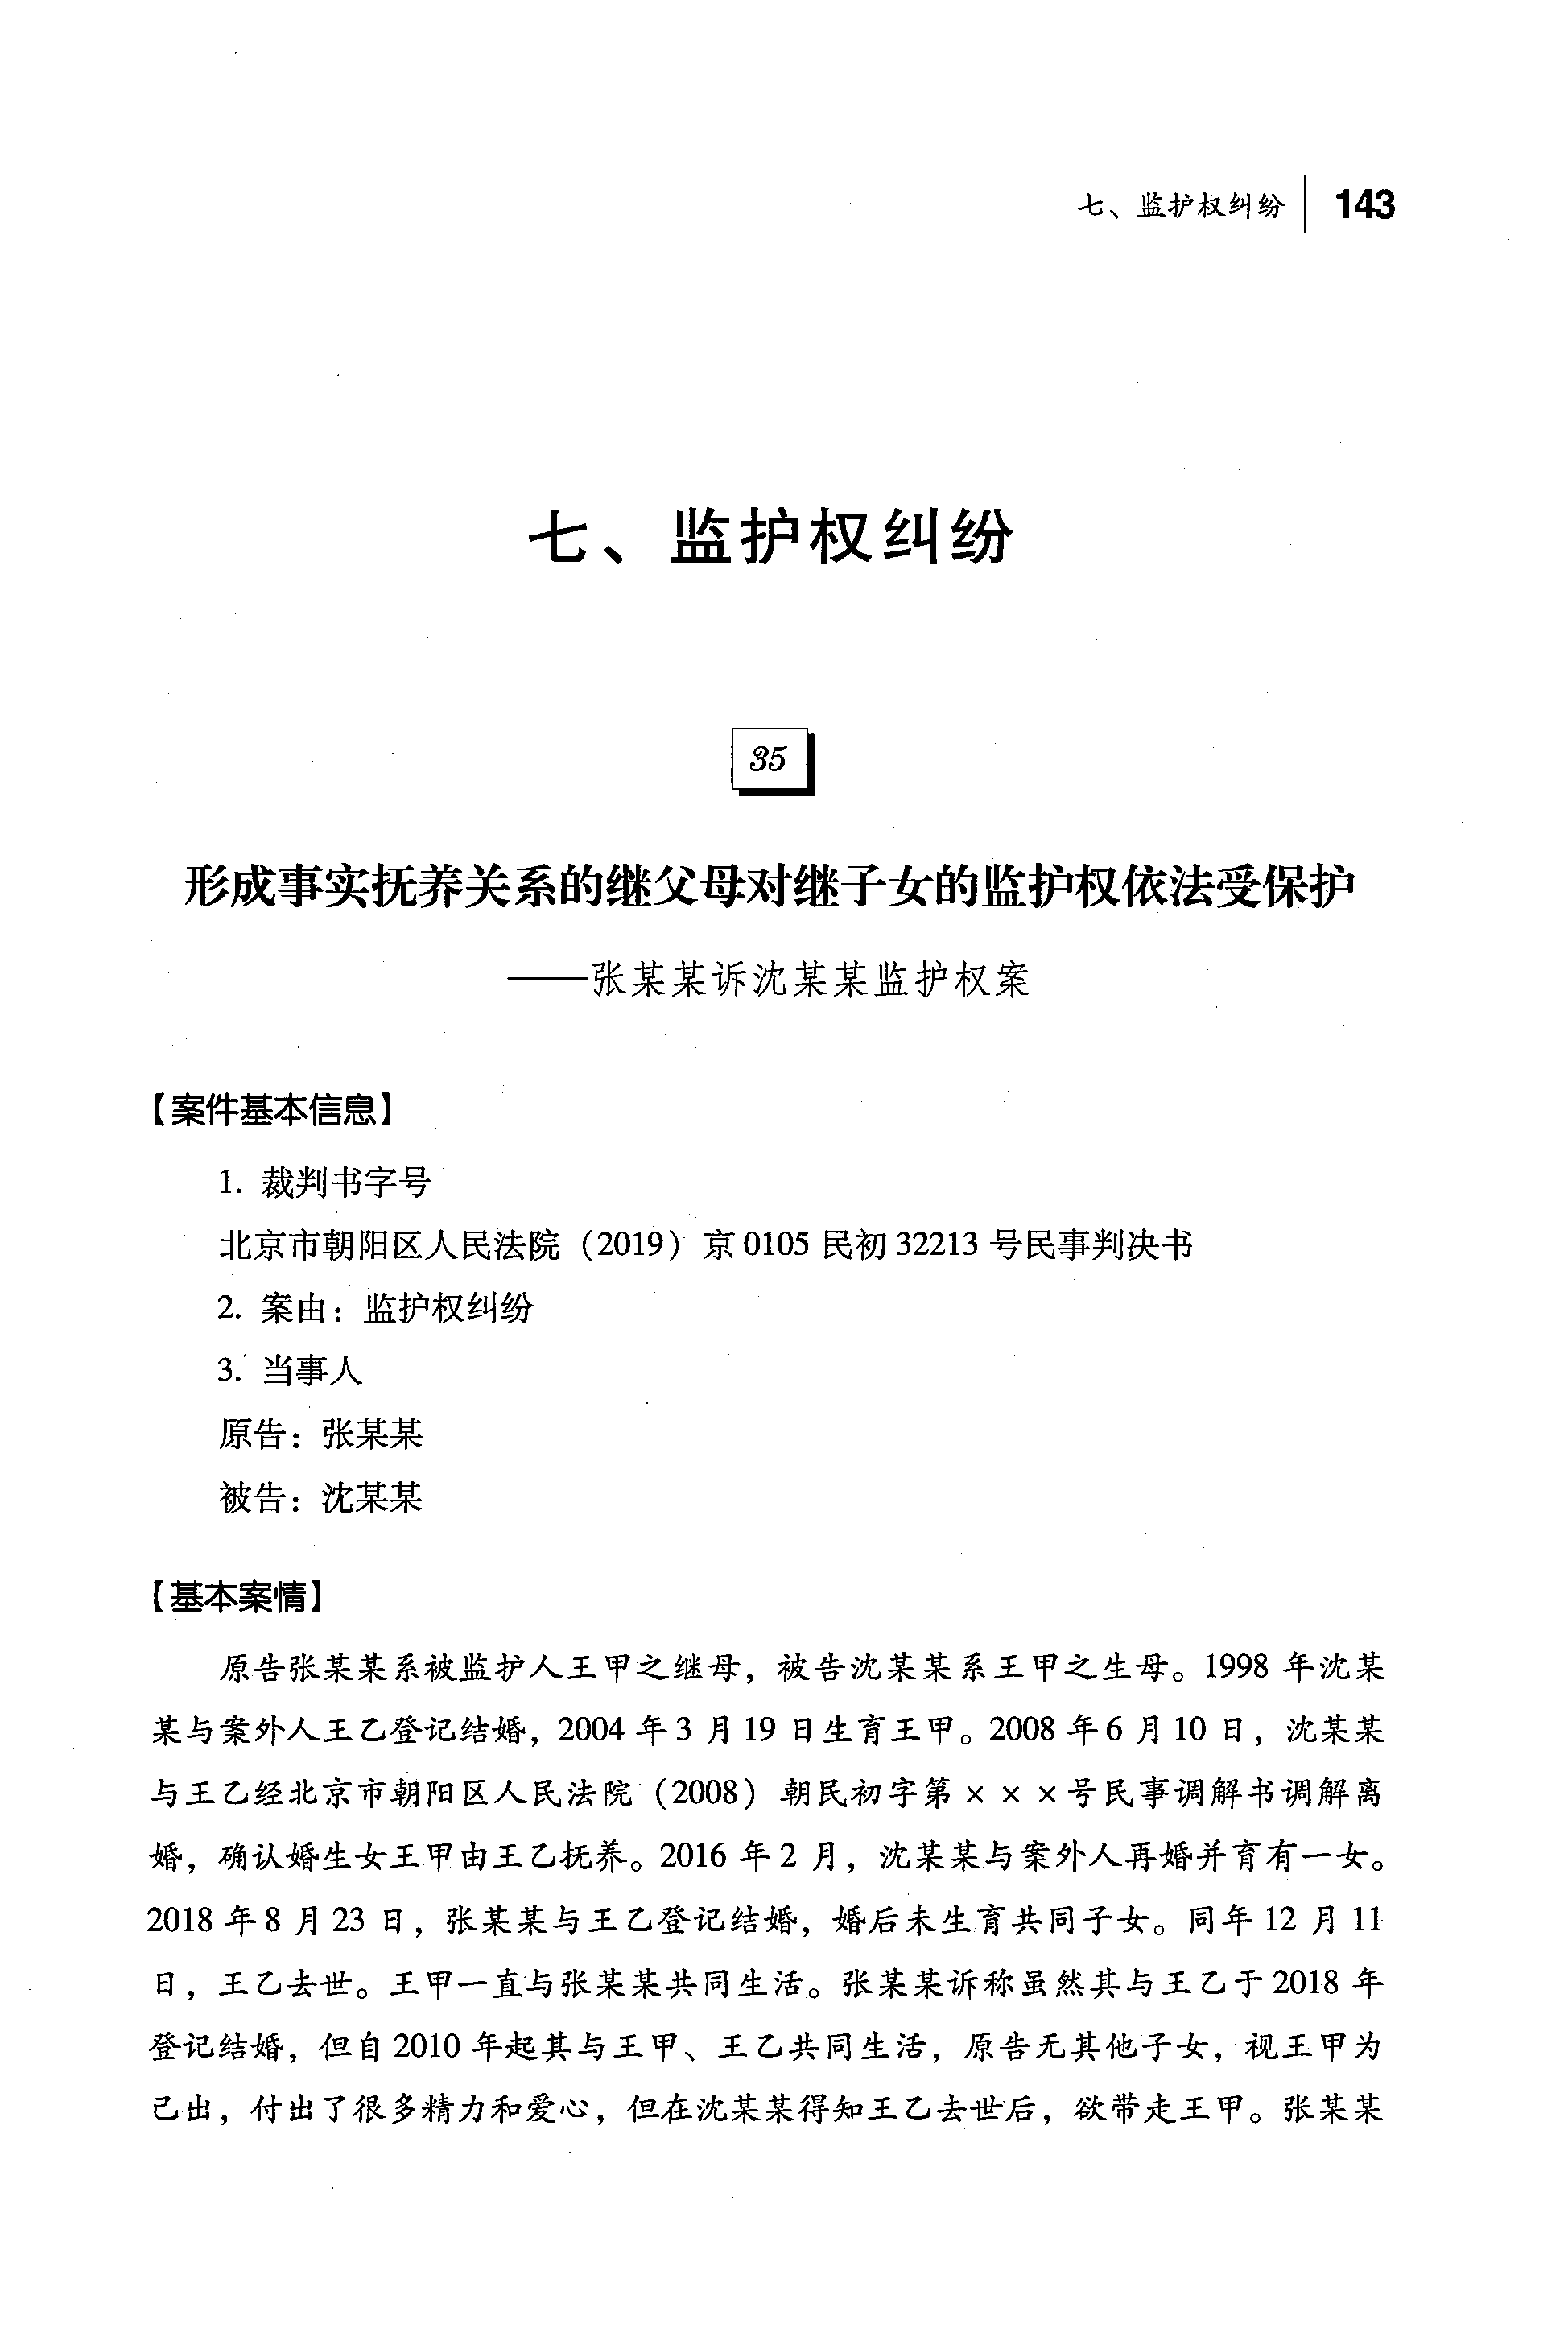 七、监护权纠纷 143
七、监护权纠纷
35
形成事实抚养关系的继父母对继子女的监护权依法受保护
——张某某诉沈某某监护权案
【案件基本信息】
1. 裁判书字号
北京市朝阳区人民法院（2019）京0105民初32213号民事判决书
2. 案由：监护权纠纷
3. 当事人
原告：张某某
被告：沈某某
【基本案情】
原告张某某系被监护人王甲之继母，被告沈某某系王甲之生母。1998年沈某
某与案外人王乙登记结婚，2004年3月19日生育王甲。2008年6月10日，沈某某
与王乙经北京市朝阳区人民法院（2008）朝民初字第×××号民事调解书调解离
婚，确认婚生女王甲由王乙抚养。2016年2月，沈某某与案外人再婚并育有一女。
2018年8月23日，张某某与王乙登记结婚，婚后未生育共同子女。同年12月11
日，王乙去世。王甲一直与张某某共同生活。张某某诉称虽然其与王乙于2018年
登记结婚，但自2010年起其与王甲、王乙共同生活，原告无其他子女，视王甲为
己出，付出了很多精力和爱心，但在沈某某得知王乙去世后，欲带走王甲。张某某